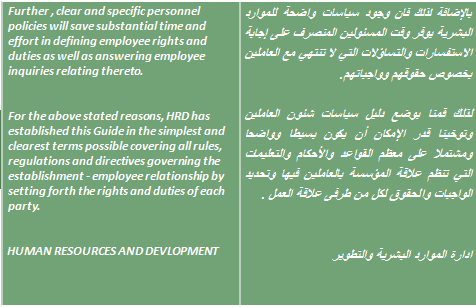 Further , clear and specific personnel
policies will save substantial time and
effort in defining employee rights and
duties as well as answering employee
inquiries relating thereto.
For the above stated reasons, HRD has
established this Guide in the simplest and
clearest terms possible covering all rules,
regulations and directives governing the
establishment - employee relationship by
setting forth the rights and duties of each
party.
HUMAN RESOURCES AND DEVLOPMENT
بالإضافة لذلك فان وجود سياسات واضحة للموارد
البشرية يوفر وقت المسئولين المنصرف على إجابة
الاستفسارات والتساؤلات التي لا تنتهي مع العاملين
بخصوص حقوقهم وواجباتهم.
لذلك قمنا بوضع دليل سياسات شئون العاملين
وتوخينا قدر الإمكان أن يكون بسيطا وواضحا
ومشتملا على معظم القواعد والأحكام والتعليمات
التي تنظم علاقة المؤسسة بالعاملين فيها وتحديد
الواجبات والحقوق لكل من طرفي علاقة العمل .
ادارة الموارد البشرية والتطوير